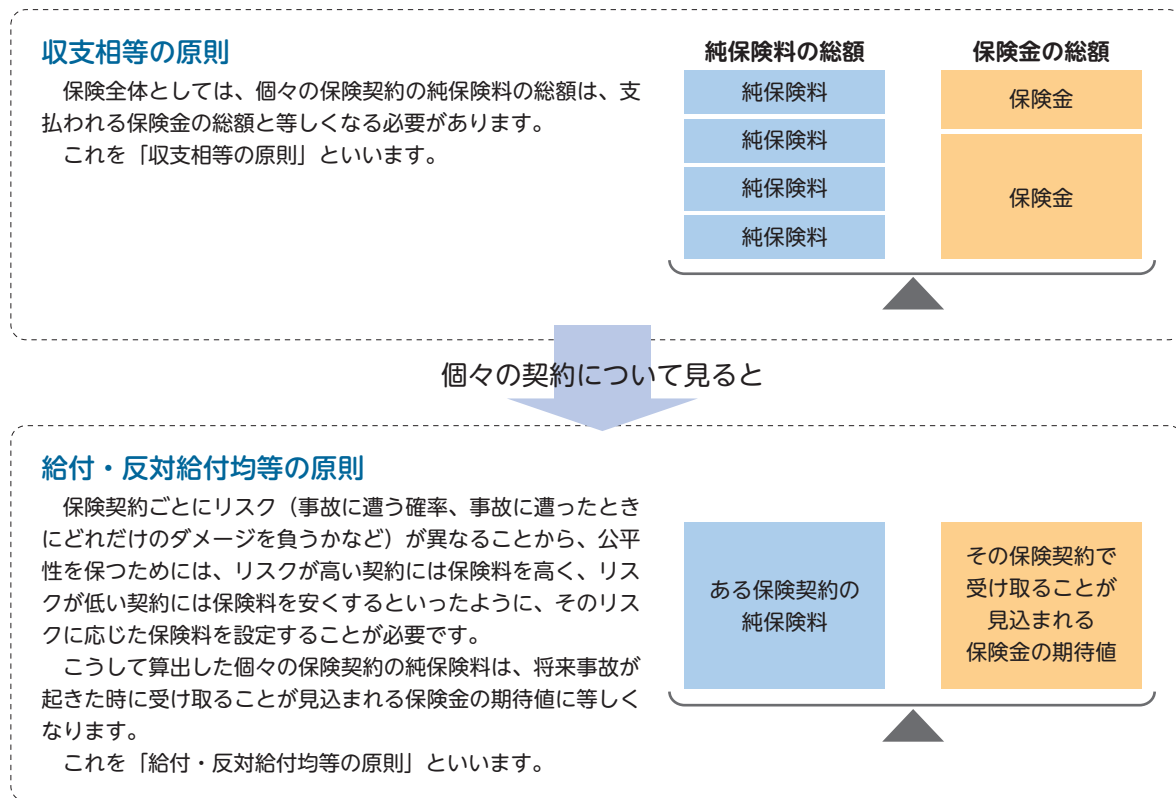 収支相等の原則
　保険全体としては、個々の保険契約の純保険料の総額は、支
払われる保険金の総額と等しくなる必要があります。
　これを「収支相等の原則」といいます。
純保険料の総額
純保険料
純保険料
純保険料
純保険料
保険金の総額
保険金
保険金
個々の契約について見ると
給付・反対給付均等の原則
　保険契約ごとにリスク（事故に遭う確率、事故に遭ったとき
にどれだけのダメージを負うかなど）が異なることから、公平
性を保つためには、リスクが高い契約には保険料を高く、リス
クが低い契約には保険料を安くするといったように、そのリス
クに応じた保険料を設定することが必要です。
　こうして算出した個々の保険契約の純保険料は、将来事故が
起きた時に受け取ることが見込まれる保険金の期待値に等しく
なります。
　これを「給付・反対給付均等の原則」といいます。
ある保険契約の
純保険料
その保険契約で
受け取ることが
見込まれる
保険金の期待値